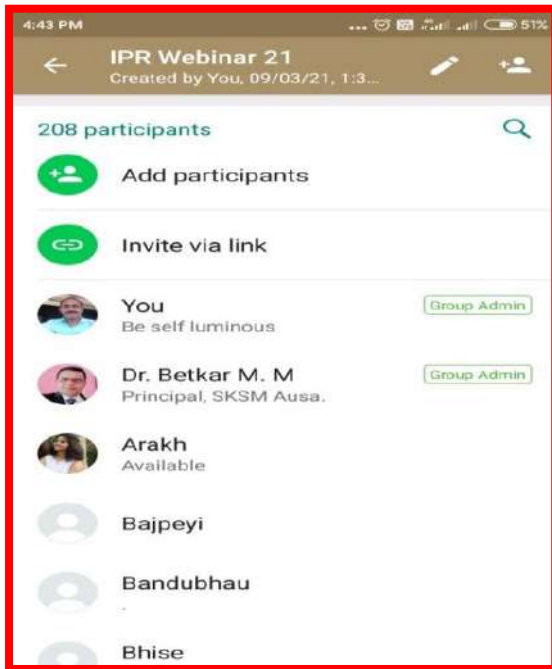 4:43 PM ... 51%
IPR Webinar 21
Created by You, 09/03/21, 1:3...
208 participants
Add participants
Invite via link
You
Group Admin
Be self luminous
Dr. Betkar M. M
Group Admin
Principal, SKSM Ausa.
Arakh
Available
Bajpeyi
Bandubhau
.
Bhise